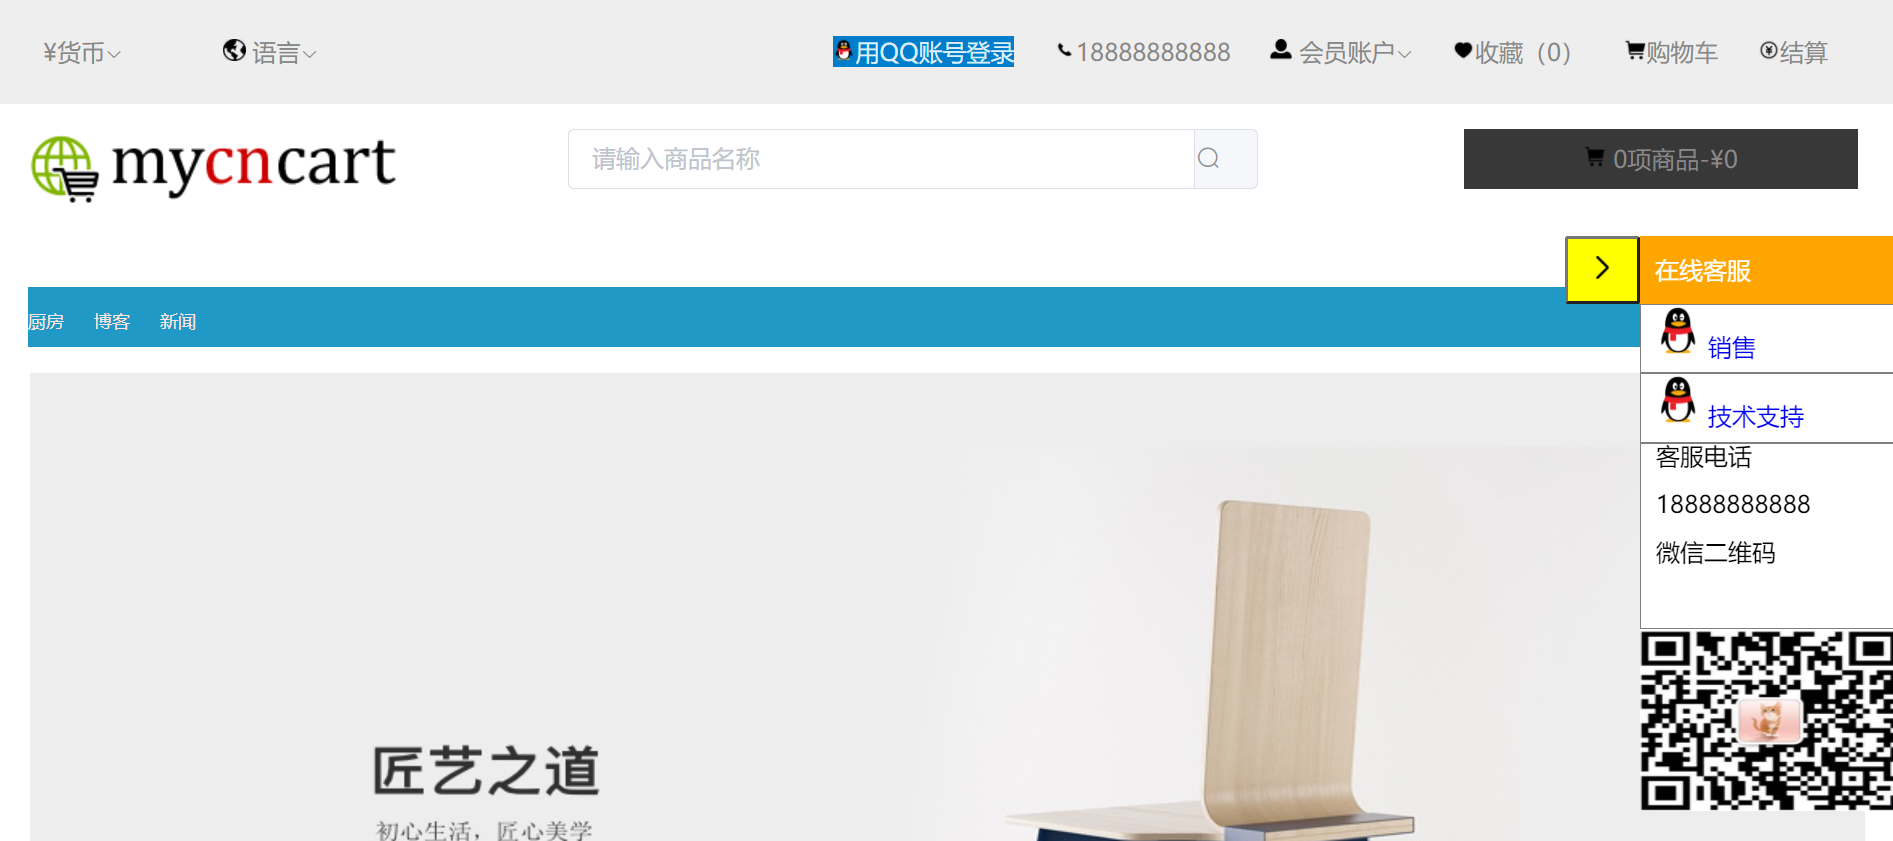 ¥货币 语言 用QQ账号登录 18888888888 会员账户 收藏（0） 购物车 结算
mycncart 请输入商品名称 0项商品-¥0
在线客服
厨房 博客 新闻
销售
技术支持
客服电话
18888888888
微信二维码
匠艺之道
初心生活，匠心美学